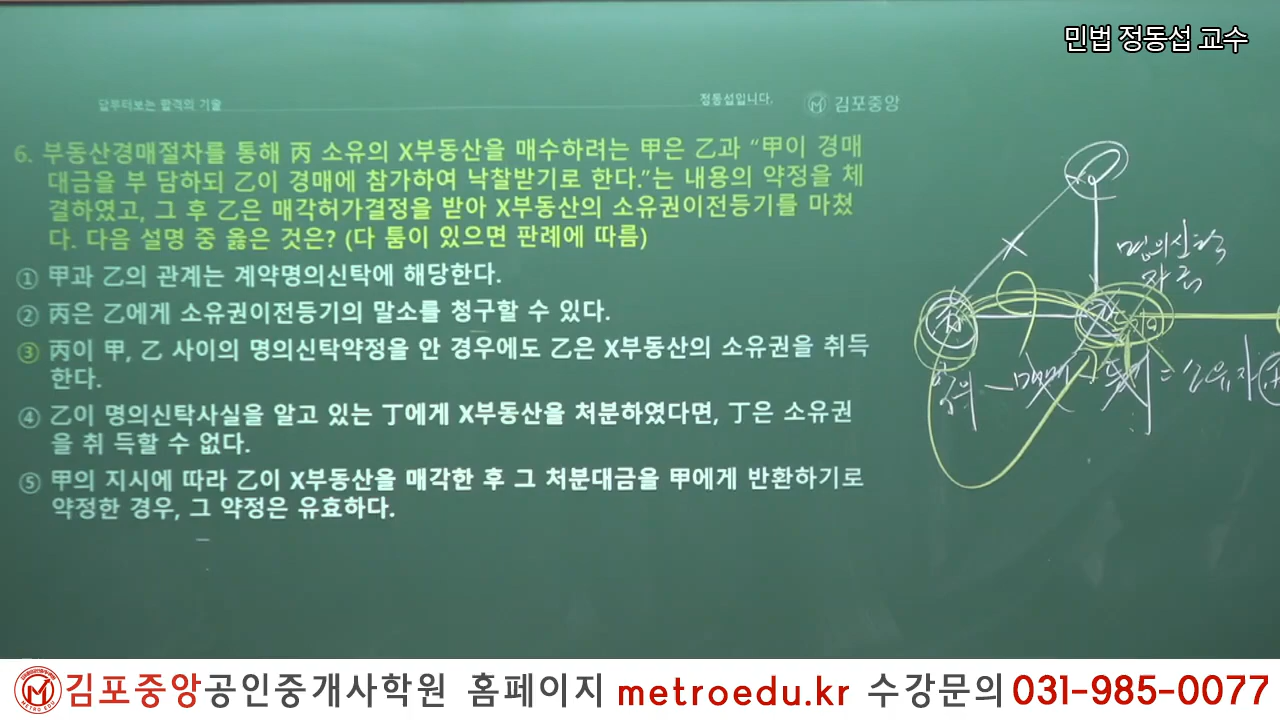 민법 정동섭 교수
답부터보는 합격의 기술
정동섭입니다.
김포중앙
6. 부동산경매절차를 통해 丙 소유의 X부동산을 매수하려는 甲은 乙과 “甲이 경매
대금을 부 담하되 乙이 경매에 참가하여 낙찰받기로 한다.”는 내용의 약정을 체
결하였고, 그 후 乙은 매각허가결정을 받아 X부동산의 소유권이전등기를 마쳤
다. 다음 설명 중 옳은 것은? (다 툼이 있으면 판례에 따름)
① 甲과 乙의 관계는 계약명의신탁에 해당한다.
② 丙은 乙에게 소유권이전등기의 말소를 청구할 수 있다.
③ 丙이 甲, 乙 사이의 명의신탁약정을 안 경우에도 乙은 X부동산의 소유권을 취득
한다.
④ 乙이 명의신탁사실을 알고 있는 丁에게 X부동산을 처분하였다면, 丁은 소유권
을 취 득할 수 없다.
⑤ 甲의 지시에 따라 乙이 X부동산을 매각한 후 그 처분대금을 甲에게 반환하기로
약정한 경우, 그 약정은 유효하다.
명의신탁
자금
= 소유자
METRO EDU
김포중앙공인중개사학원 홈페이지 metroedu.kr 수강문의 031-985-0077